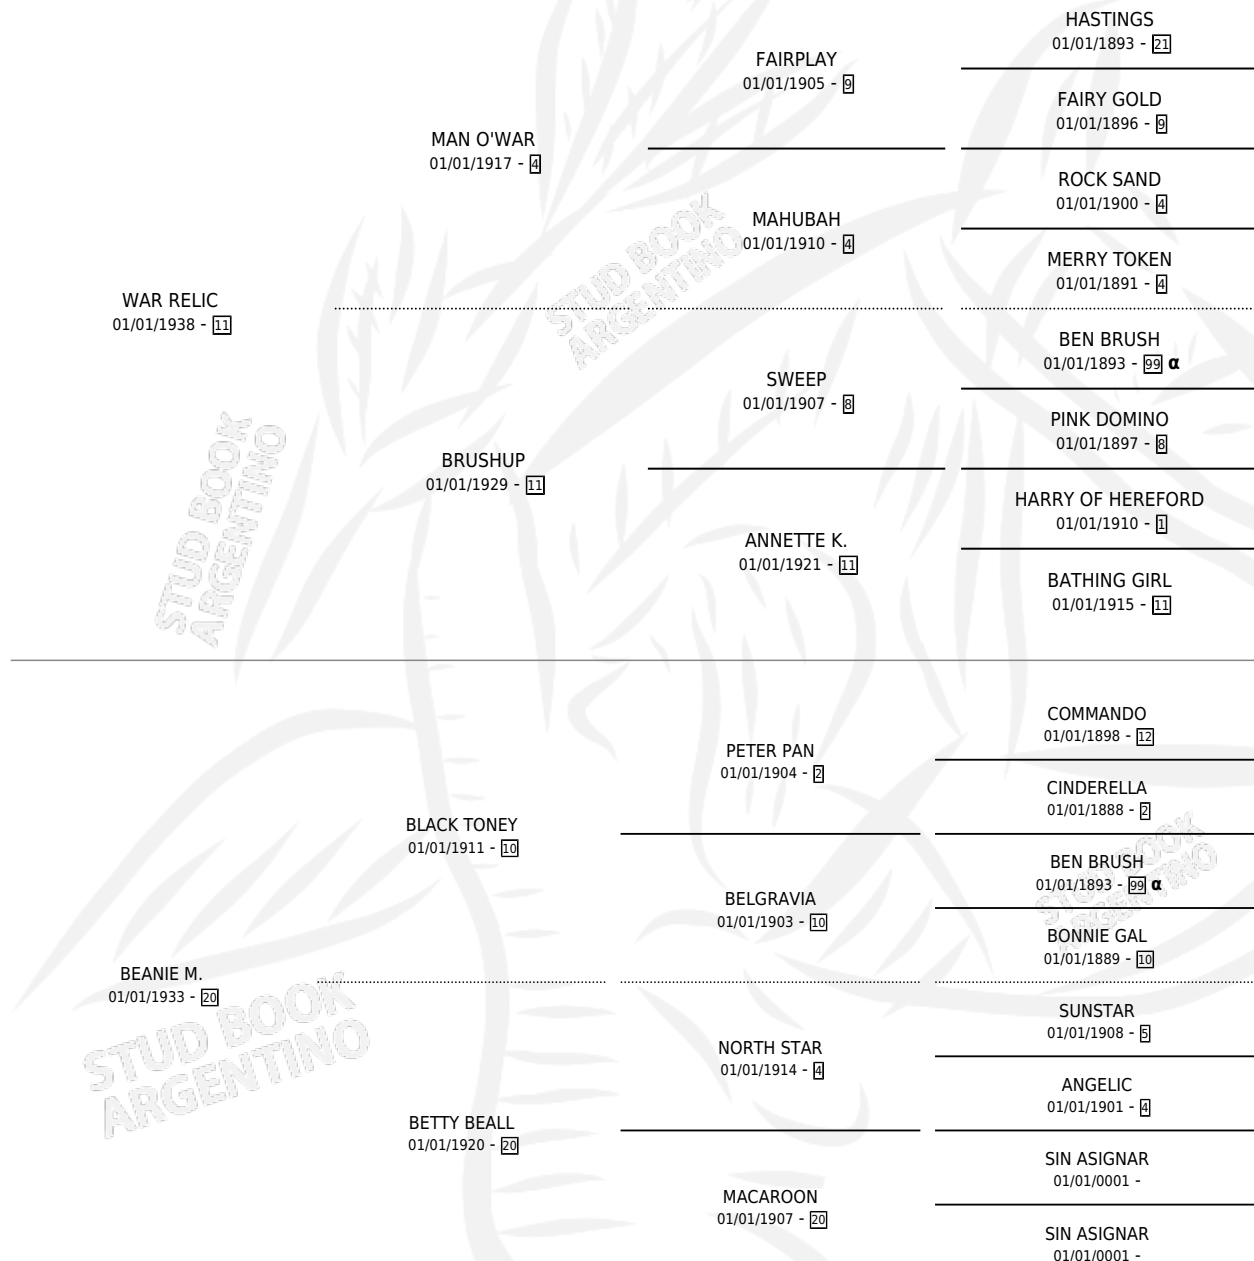 HASTINGS
01/01/1893 - 21
FAIRPLAY
01/01/1905 - 9
FAIRY GOLD
01/01/1896 - 9
MAN O'WAR
01/01/1917 - 4
ROCK SAND
01/01/1900 - 4
MAHUBAH
01/01/1910 - 4
MERRY TOKEN
01/01/1891 - 4
WAR RELIC
01/01/1938 - 11
BEN BRUSH
01/01/1893 - 99 α
SWEEP
01/01/1907 - 8
PINK DOMINO
01/01/1897 - 8
BRUSHUP
01/01/1929 - 11
HARRY OF HEREFORD
01/01/1910 - 1
ANNETTE K.
01/01/1921 - 11
BATHING GIRL
01/01/1915 - 11
COMMANDO
01/01/1898 - 12
PETER PAN
01/01/1904 - 2
CINDERELLA
01/01/1888 - 2
BLACK TONEY
01/01/1911 - 10
BEN BRUSH
01/01/1893 - 99 α
BELGRAVIA
01/01/1903 - 10
BONNIE GAL
01/01/1889 - 10
BEANIE M.
01/01/1933 - 20
SUNSTAR
01/01/1908 - 5
NORTH STAR
01/01/1914 - 4
ANGELIC
01/01/1901 - 4
BETTY BEALL
01/01/1920 - 20
SIN ASIGNAR
01/01/0001 -
MACAROON
01/01/1907 - 20
SIN ASIGNAR
01/01/0001 -
STUD BOOK
ARGENTINO
STUD BOOK
ARGENTINO
STUD BOOK
ARGENTINO
STUD BOOK
ARGENTINO